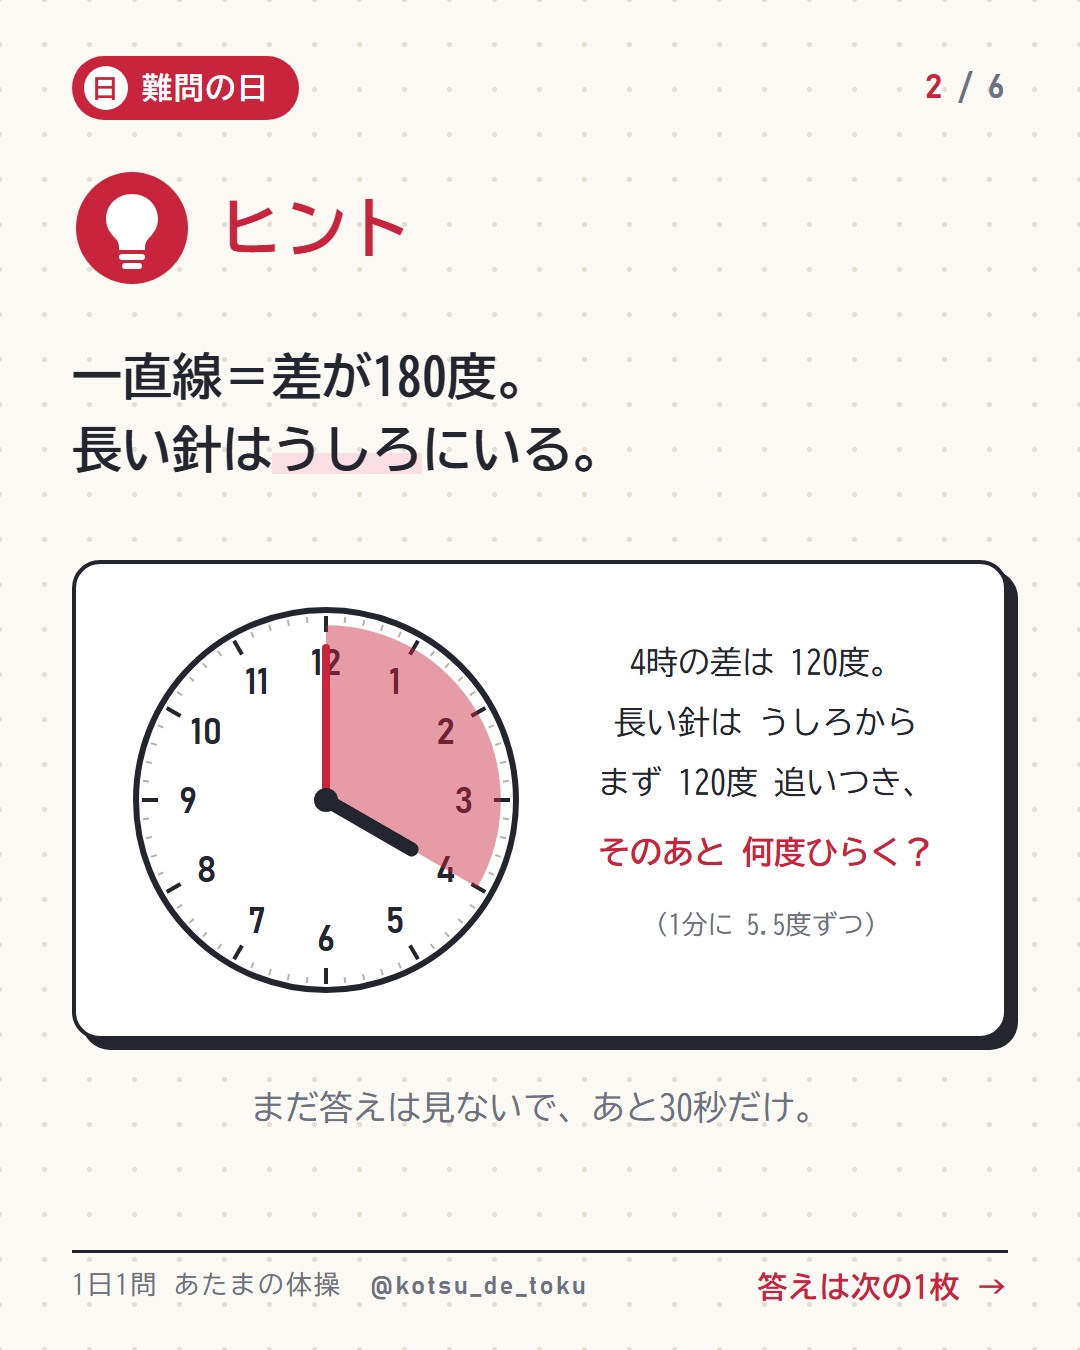 日 難問の日
2 / 6
ヒント
一直線＝差が180度。
長い針はうしろにいる。
12
11
1
10
2
9
3
8
4
7
5
6
4時の差は 120度。
長い針は うしろから
まず 120度 追いつき、
そのあと 何度ひらく？
（1分に 5.5度ずつ）
まだ答えは見ないで、あと30秒だけ。
1日1問 あたまの体操 @kotsu_de_toku
答えは次の1枚 →